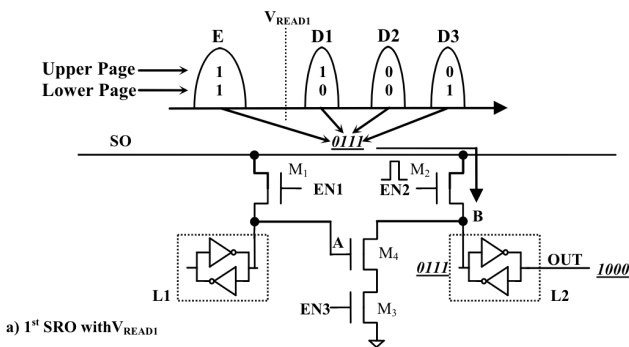 V_READ1
E D1 D2 D3
Upper Page 1 1 0 0
Lower Page 1 0 0 1
0111
SO
M1 M2
EN1 EN2
B
A M4
0111 OUT 1000
L1 L2
EN3 M3
a) 1st SRO withV_READ1